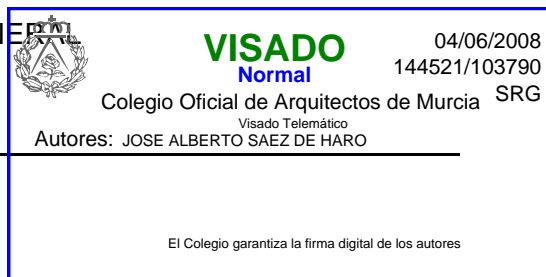 VISADO
Normal
04/06/2008
144521/103790
SRG
Colegio Oficial de Arquitectos de Murcia
Visado Telemático
Autores: JOSE ALBERTO SAEZ DE HARO
El Colegio garantiza la firma digital de los autores